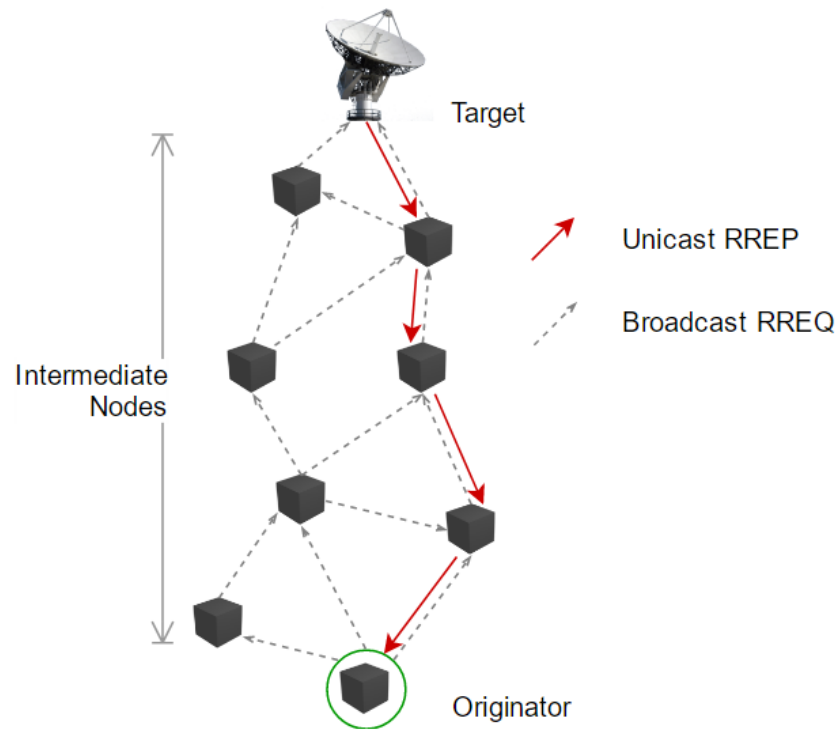 Target
Unicast RREP
Broadcast RREQ
Intermediate
Nodes
Originator